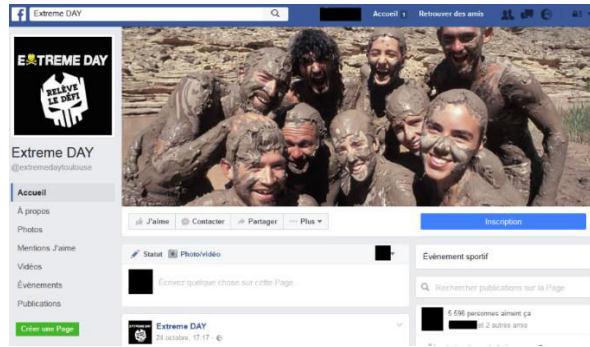 Extreme DAY
Accueil 1 Retrouver des amis
EXTREME DAY
RELÈVE
LE DÉFI
Extreme DAY
@extremedaytoulouse
Accueil
À propos
Photos
Mentions J'aime
Vidéos
Évènements
Publications
Créer une Page
J'aime Contacter Partager Plus
Inscription
Statut Photo/vidéo
Écrivez quelque chose sur cette Page...
Extreme DAY
24 octobre, 17:17
Évènement sportif
Rechercher publications sur la Page
5 596 personnes aiment ça
et 2 autres amis